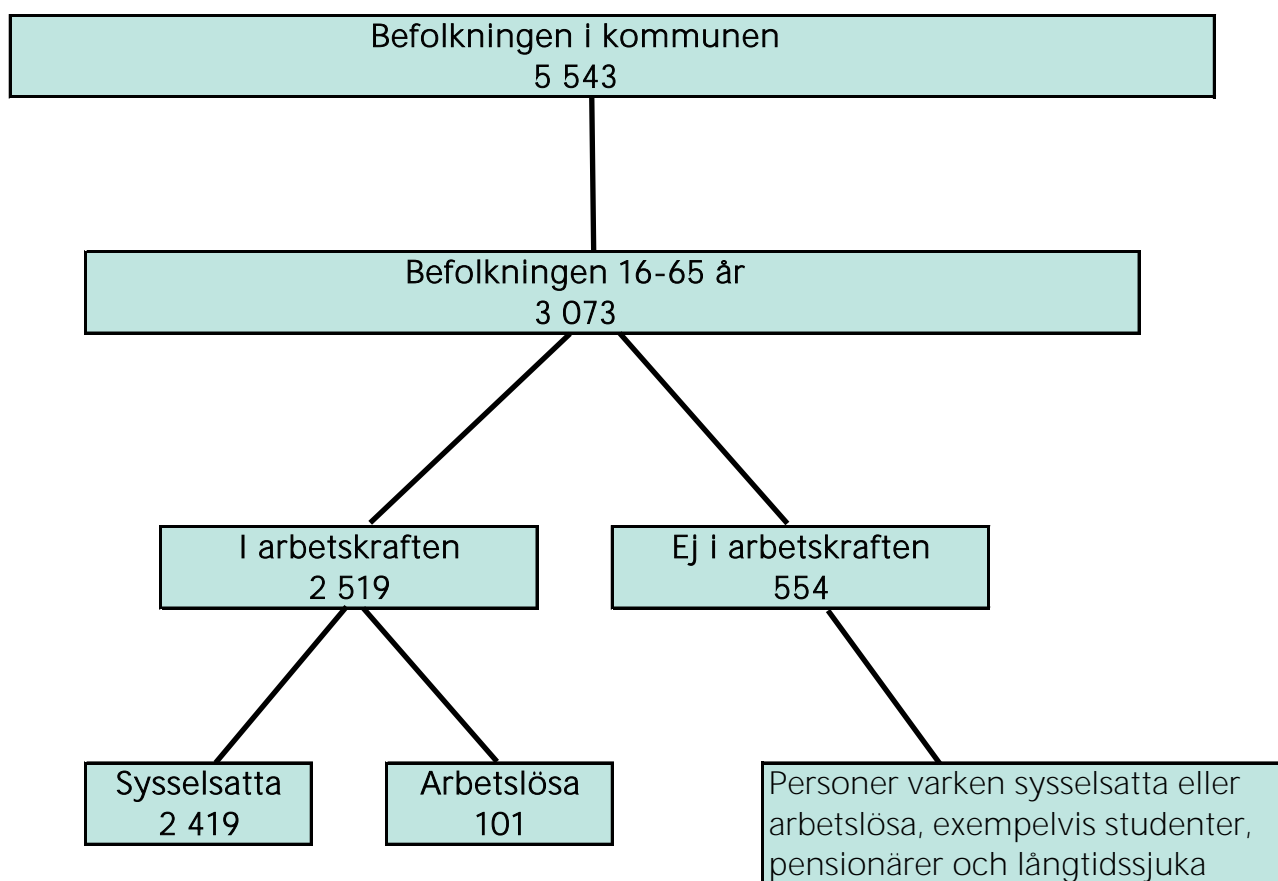 Befolkningen i kommunen
5 543
Befolkningen 16-65 år
3 073
I arbetskraften
2 519
Ej i arbetskraften
554
Sysselsatta
2 419
Arbetslösa
101
Personer varken sysselsatta eller
arbetslösa, exempelvis studenter,
pensionärer och långtidssjuka